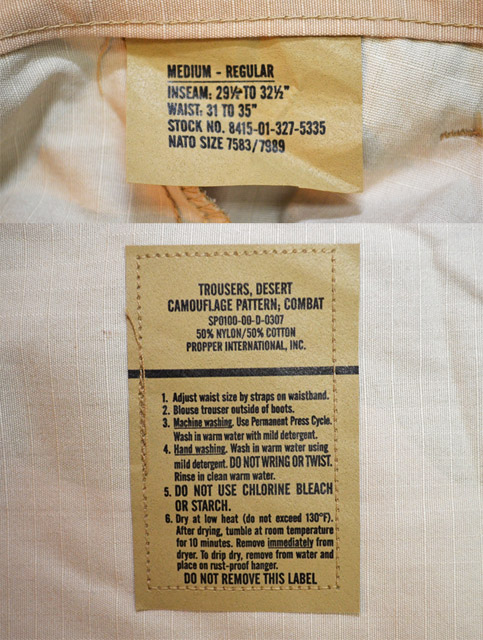 MEDIUM - REGULAR
INSEAM: 29½" TO 32½"
WAIST: 31 TO 35"
STOCK NO. 8415-01-327-5335
NATO SIZE 7583/7989
TROUSERS, DESERT
CAMOUFLAGE PATTERN; COMBAT
SPO100-00-D-0307
50% NYLON/50% COTTON
PROPPER INTERNATIONAL, INC.
1. Adjust waist size by straps on waistband.
2. Blouse trouser outside of boots.
3. Machine washing. Use Permanent Press Cycle.
Wash in warm water with mild detergent.
4. Hand washing. Wash in warm water using
mild detergent. DO NOT WRING OR TWIST.
Rinse in clean warm water.
5. DO NOT USE CHLORINE BLEACH
OR STARCH.
6. Dry at low heat (do not exceed 130°F).
After drying, tumble at room temperature
for 10 minutes. Remove immediately from
dryer. To drip dry, remove from water and
place on rust-proof hanger.
DO NOT REMOVE THIS LABEL